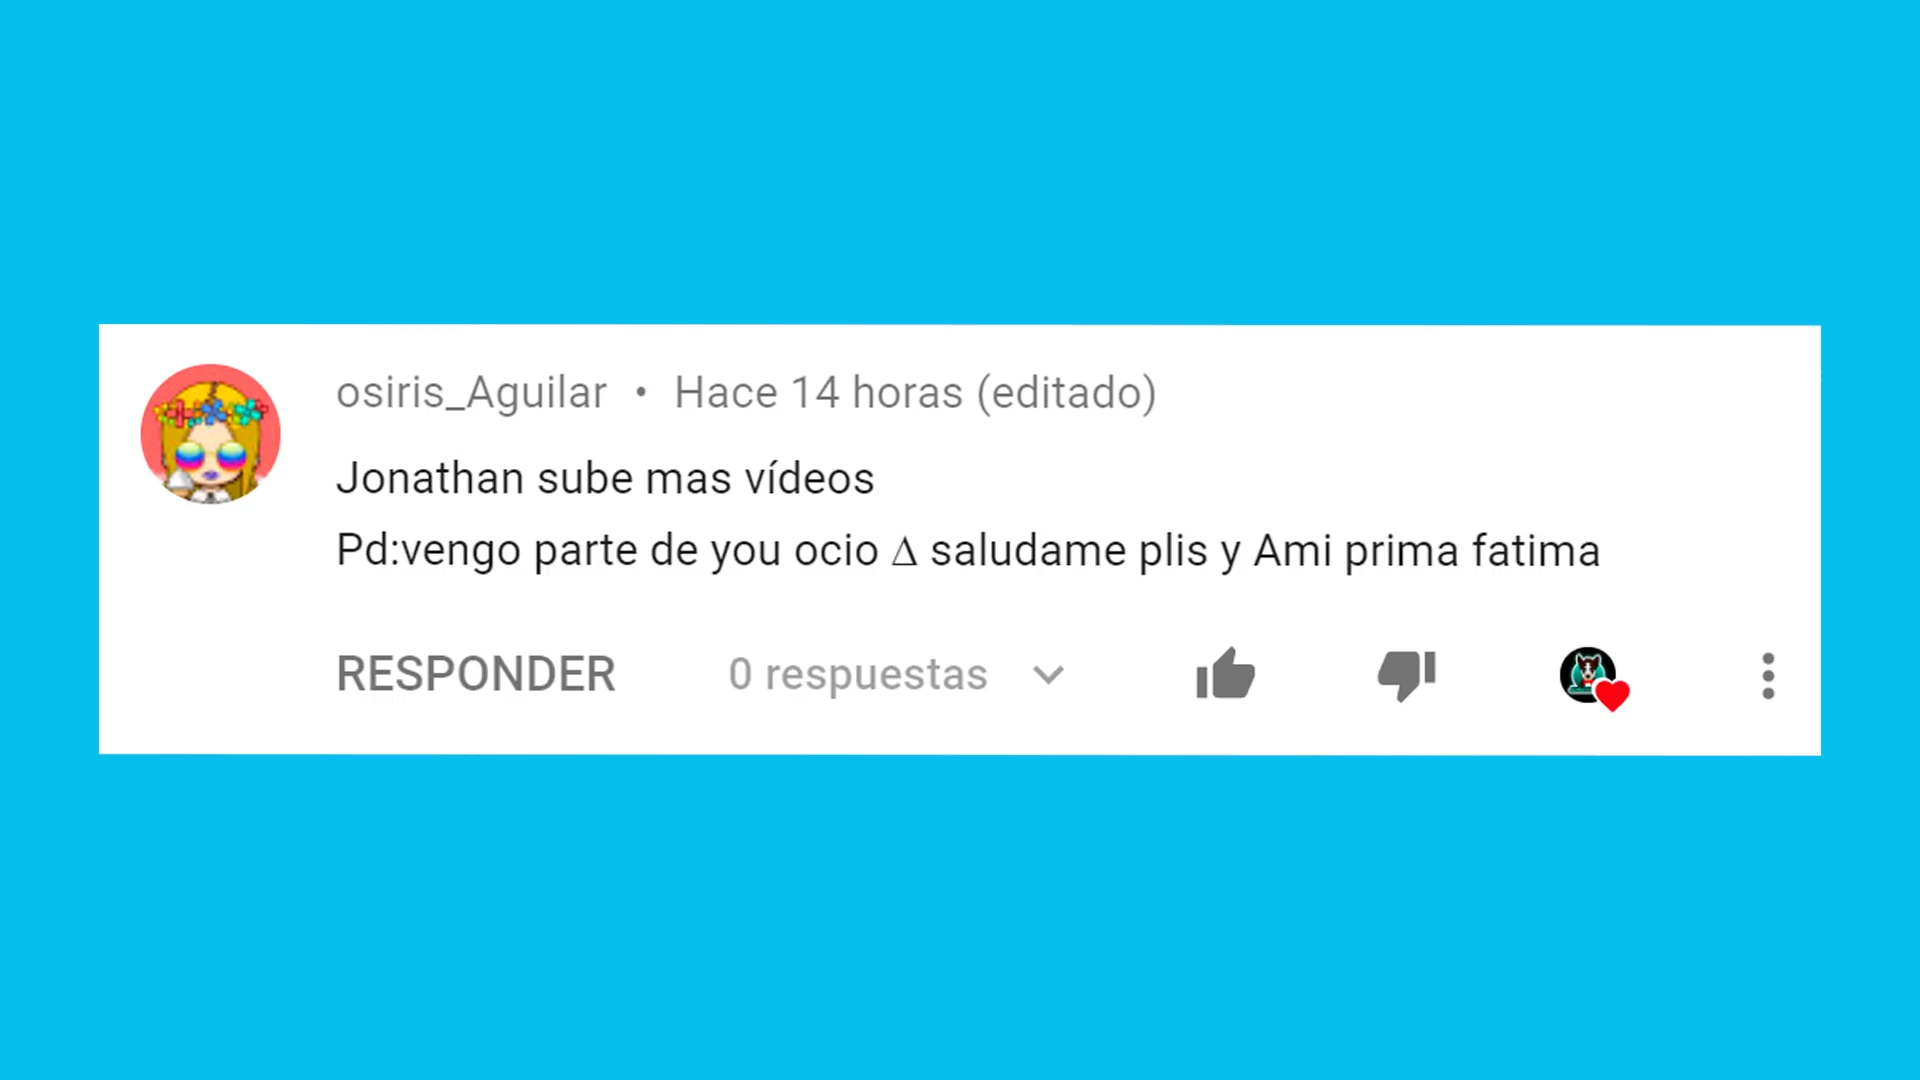 osiris_Aguilar • Hace 14 horas (editado)
Jonathan sube mas vídeos
Pd:vengo parte de you ocio Δ saludame plis y Ami prima fatima
RESPONDER 0 respuestas